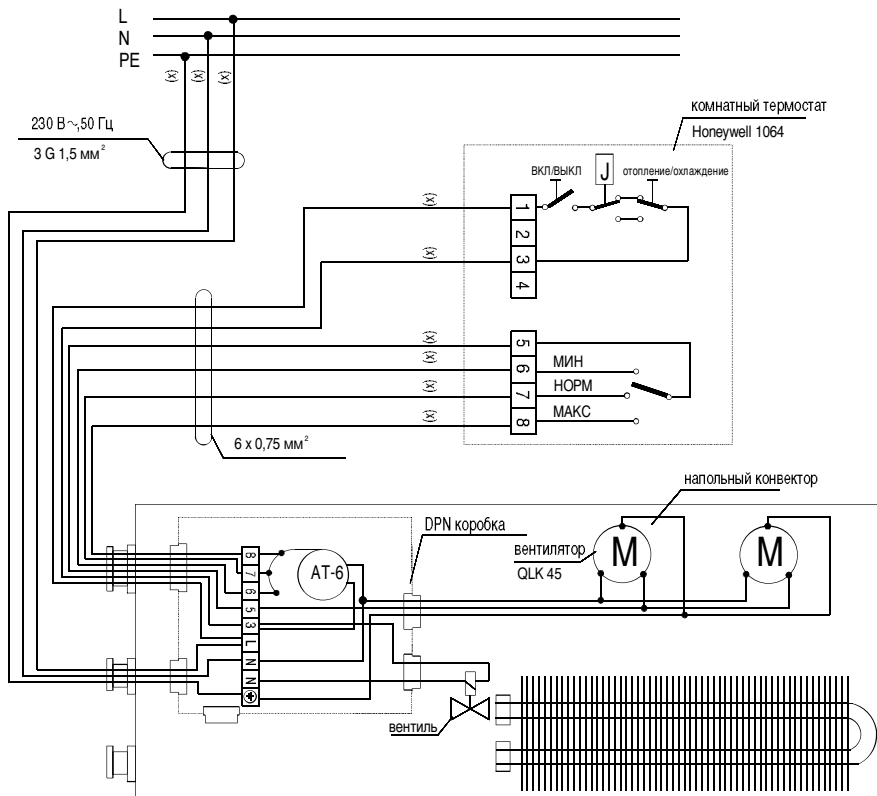 L
N
PE
(x) (x) (x)
230 В~,50 Гц
3 G 1,5 мм²
комнатный термостат
Honeywell 1064
ВКЛ/ВЫКЛ
J
отопление/охлаждение
(x)
1
2
(x)
3
4
(x)
5
(x)
6
МИН
(x)
7
НОРМ
(x)
8
МАКС
6 x 0,75 мм²
напольный конвектор
DPN коробка
вентилятор
QLK 45
M
M
8
7
6
5
3
L
N
N
АТ-6
вентиль